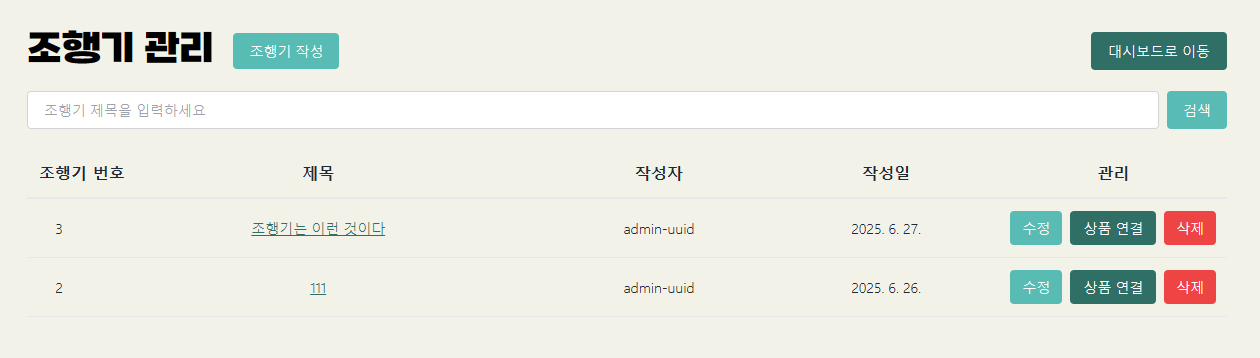 조행기 관리 조행기 작성 대시보드로 이동
조행기 제목을 입력하세요 검색
조행기 번호 제목 작성자 작성일 관리
3 조행기는 이런 것이다 admin-uuid 2025. 6. 27. 수정 상품 연결 삭제
2 111 admin-uuid 2025. 6. 26. 수정 상품 연결 삭제